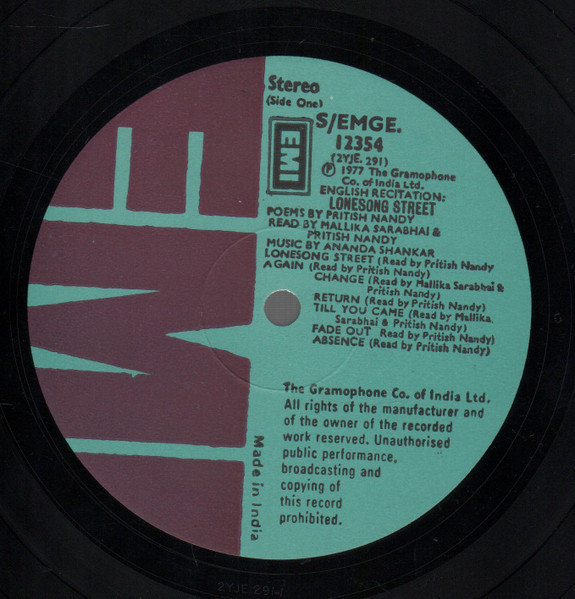 Stereo
(Side One)
EMI
S/EMGE.
12354
(2YJE. 291)
Ⓟ 1977 The Gramophone
Co. of India Ltd.
ENGLISH RECITATION:
LONESONG STREET
POEMS BY PRITISH NANDY
READ BY MALLIKA SARABHAI &
PRITISH NANDY
MUSIC BY ANANDA SHANKAR
LONESONG STREET (Read by Pritish Nandy
AGAIN (Read by Pritish Nandy)
CHANGE (Read by Mallika Sarabhai &
Pritish Nandy)
RETURN (Read by Pritish Nandy)
TILL YOU CAME (Read by Mallika.
Sarabhai & Pritish Nandy)
FADE OUT Read by Pritish Nandy)
ABSENCE (Read by Pritish Nandy)
The Gramophone Co. of India Ltd.
All rights of the manufacturer and
of the owner of the recorded
work reserved. Unauthorised
public performance,
broadcasting and
copying of
this record
prohibited.
Made in India
EMI
2YJE.291-